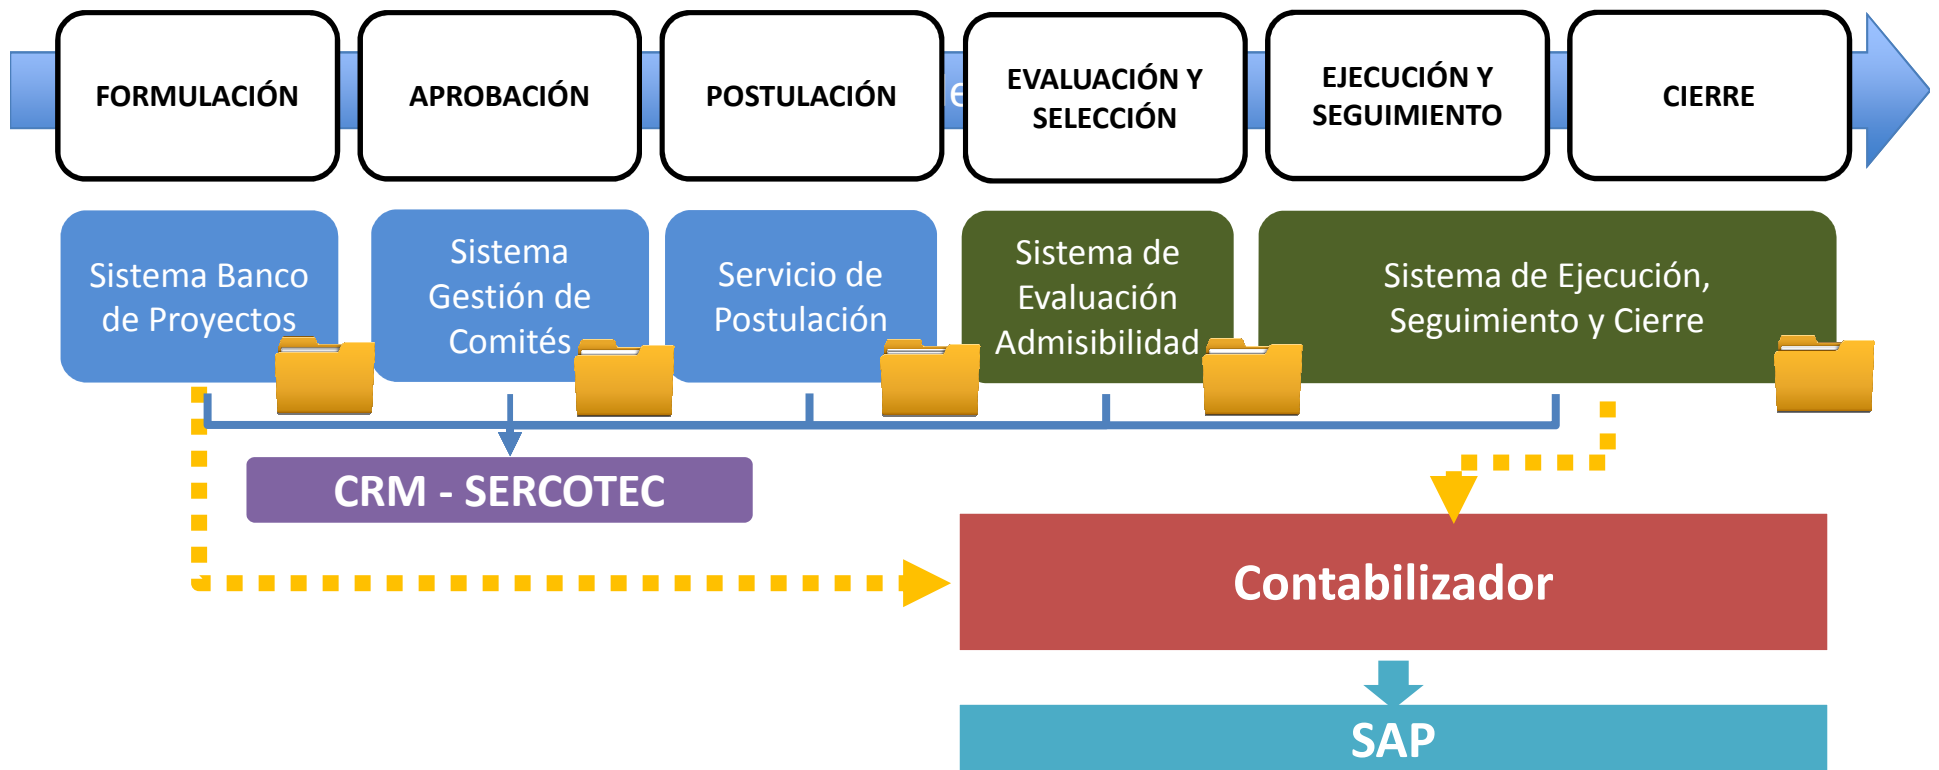 FORMULACIÓN
APROBACIÓN
POSTULACIÓN
EVALUACIÓN Y
SELECCIÓN
EJECUCIÓN Y
SEGUIMIENTO
CIERRE
Sistema Banco
de Proyectos
Sistema
Gestión de
Comités
Servicio de
Postulación
Sistema de
Evaluación
Admisibilidad
Sistema de Ejecución,
Seguimiento y Cierre
CRM - SERCOTEC
Contabilizador
SAP